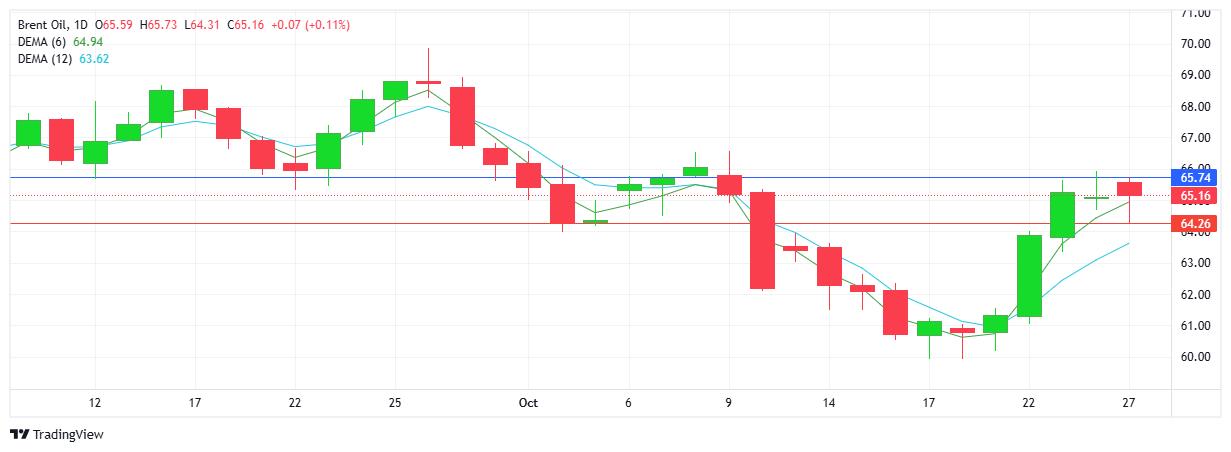 Brent Oil, 1D O65.59 H65.73 L64.31 C65.16 +0.07 (+0.11%)
DEMA (6) 64.94
DEMA (12) 63.62
71.00
70.00
69.00
68.00
67.00
66.00
65.74
65.16
64.26
64.00
63.00
62.00
61.00
60.00
12 17 22 25 Oct 6 9 14 17 22 27
TradingView